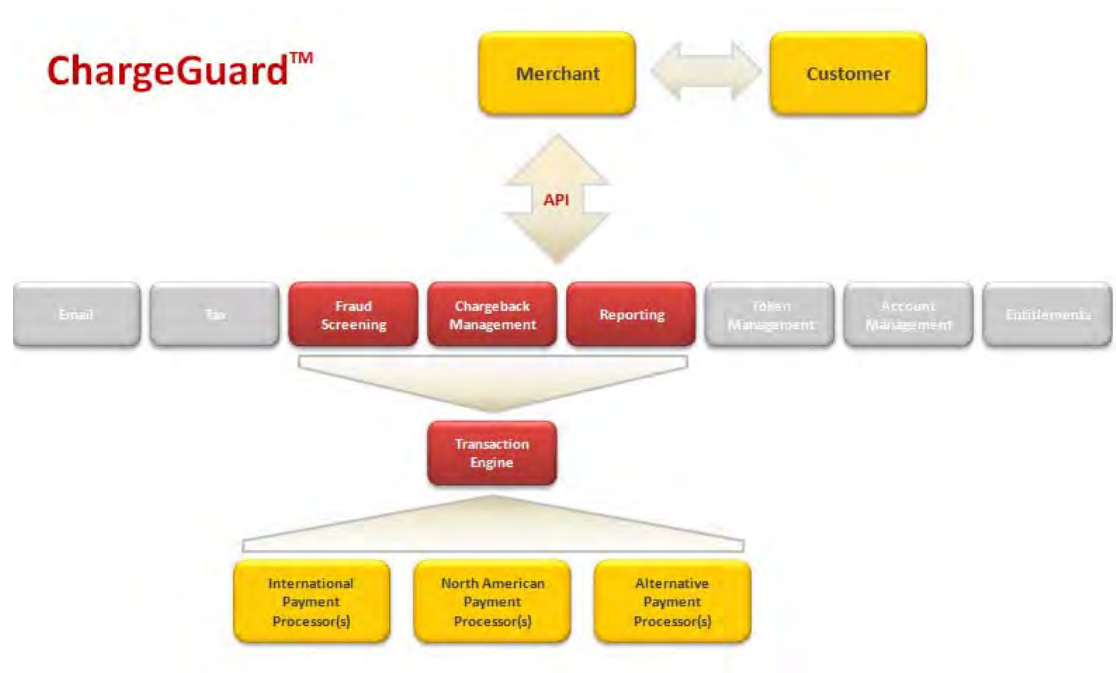 ChargeGuard™
Merchant
Customer
API
Email
Tax
Fraud
Screening
Chargeback
Management
Reporting
Token
Management
Account
Management
Entitlements
Transaction
Engine
International
Payment
Processor(s)
North American
Payment
Processor(s)
Alternative
Payment
Processor(s)